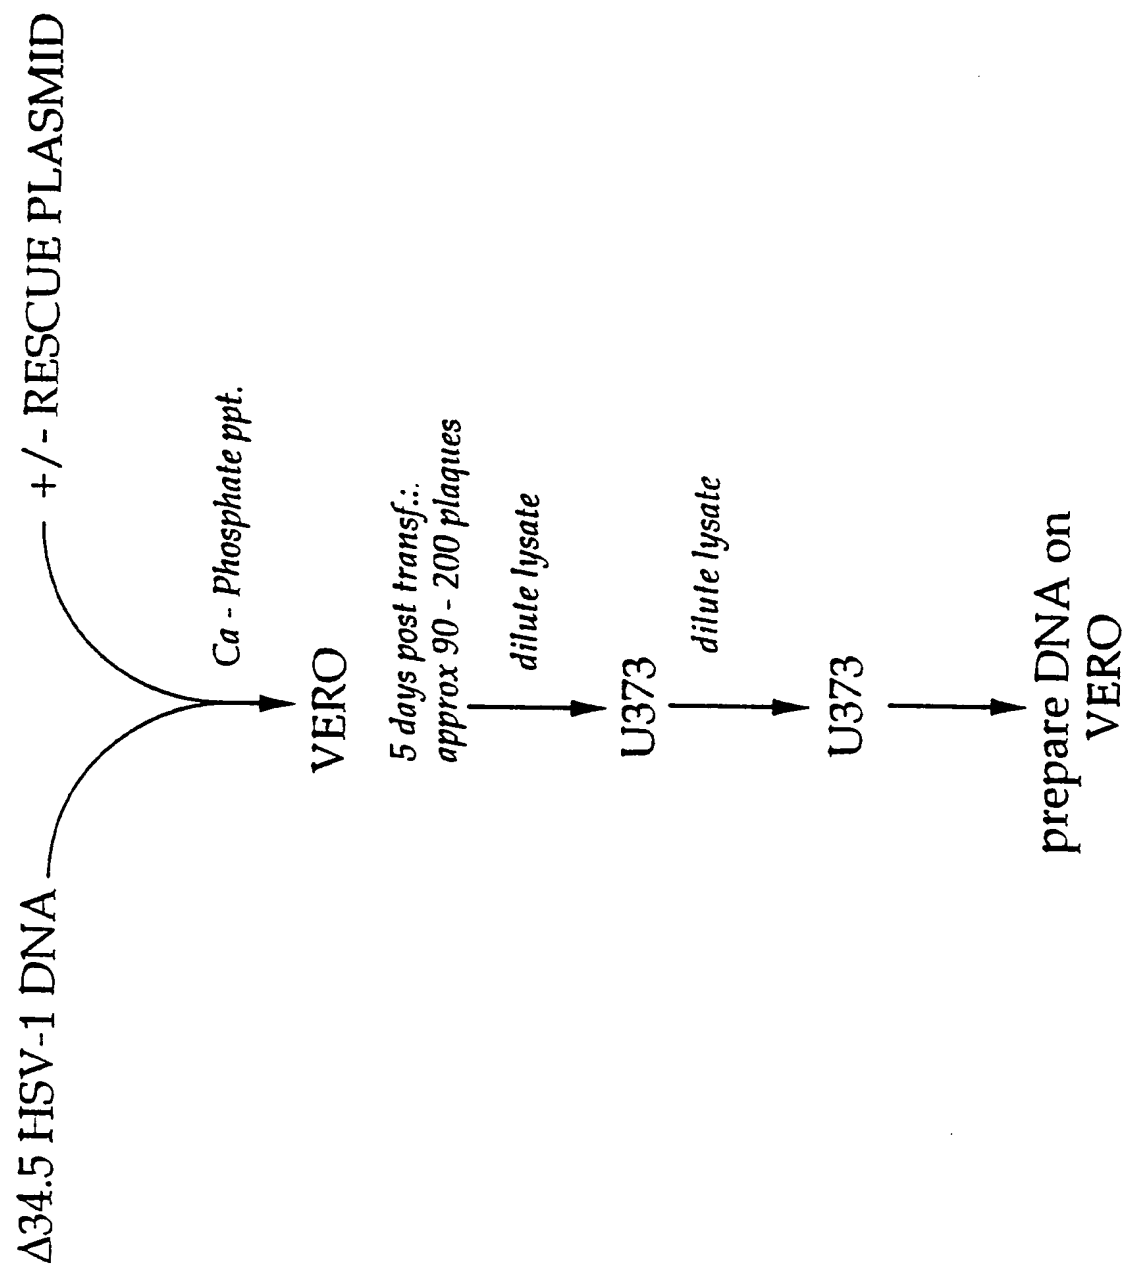 Δ34.5 HSV-1 DNA
+/- RESCUE PLASMID
Ca - Phosphate ppt.
VERO
5 days post transf.:.
approx 90 - 200 plaques
dilute lysate
U373
dilute lysate
U373
prepare DNA on
VERO